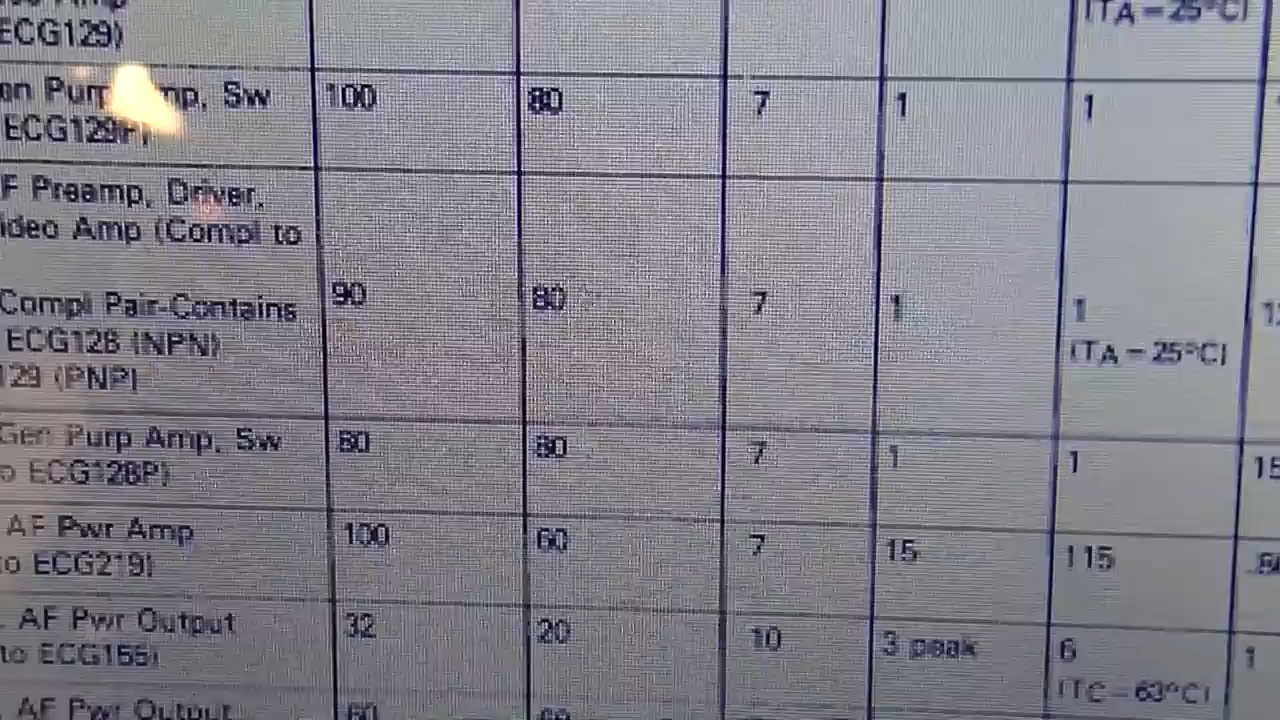 ECG129)
(TA = 25°C)
Amp, Sw 100 80 7 1 1
F Preamp, Driver,
ideo Amp (Compl to
90 80 7 1 1
Compl Pair-Contains
ECG128 (NPN) (TA = 25°C)
129 (PNP)
Gen Purp Amp, Sw 80 80 7 1 1 15
o ECG128P)
AF Pwr Amp 100 60 7 15 115
to ECG219)
AF Pwr Output 32 20 10 3 peak 6 1
to ECG155) (TC = 63°C)
AF Pwr Output 60